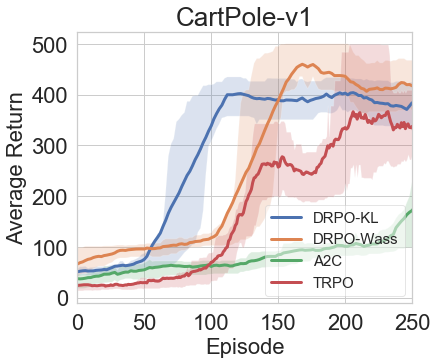 CartPole-v1
500
400
300
200
100
0
Average Return
0 50 100 150 200 250
Episode
DRPO-KL
DRPO-Wass
A2C
TRPO